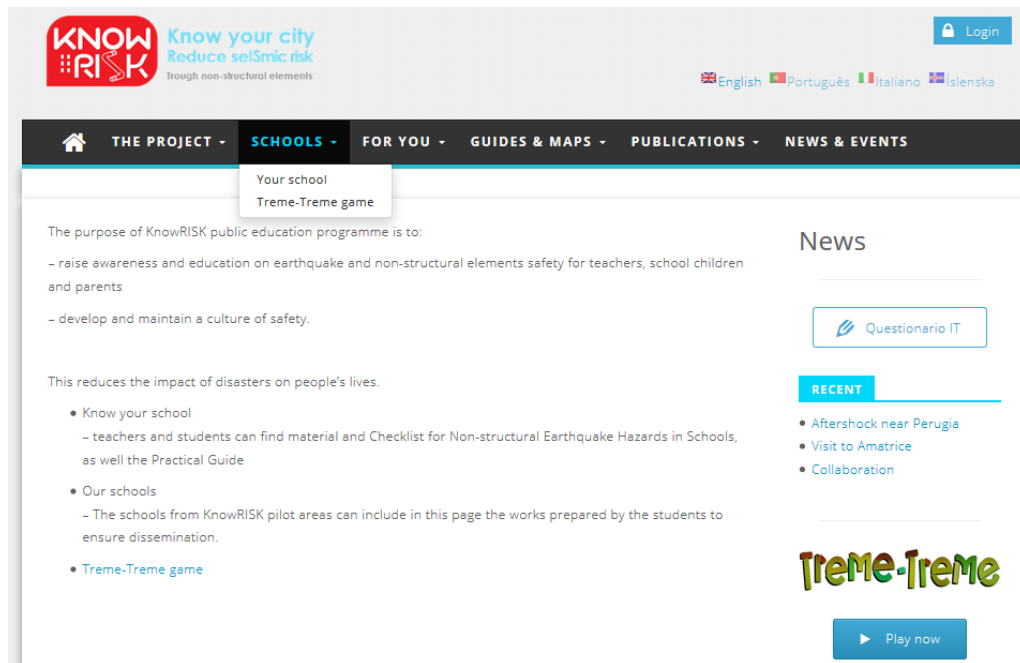 KNOW
RISK
Know your city
Reduce seISmic risk
Trough non-structural elements
Login
English Português Italiano Íslenska
THE PROJECT SCHOOLS FOR YOU GUIDES & MAPS PUBLICATIONS NEWS & EVENTS
Your school
Treme-Treme game
The purpose of KnowRISK public education programme is to:
– raise awareness and education on earthquake and non-structural elements safety for teachers, school children
and parents
– develop and maintain a culture of safety.
This reduces the impact of disasters on people's lives.
• Know your school
– teachers and students can find material and Checklist for Non-structural Earthquake Hazards in Schools,
as well the Practical Guide
• Our schools
– The schools from KnowRISK pilot areas can include in this page the works prepared by the students to
ensure dissemination.
• Treme-Treme game
News
Questionario IT
RECENT
• Aftershock near Perugia
• Visit to Amatrice
• Collaboration
Treme-Treme
Play now